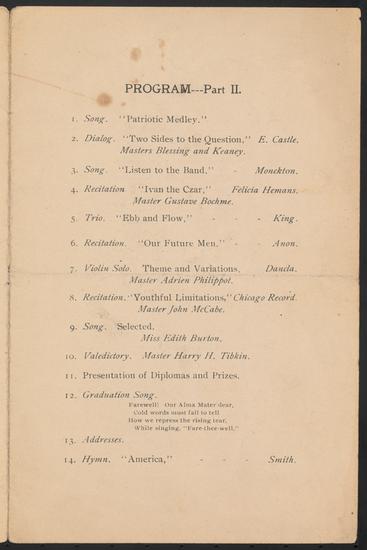 PROGRAM---Part II.
1. Song. "Patriotic Medley."
2. Dialog. "Two Sides to the Question," E. Castle.
Masters Blessing and Keaney.
3. Song. "Listen to the Band," - Monckton.
4. Recitation "Ivan the Czar," Felicia Hemans.
Master Gustave Boehme.
5. Trio. "Ebb and Flow," - - - King.
6. Recitation. "Our Future Men," - - Anon.
7. Violin Solo. Theme and Variations, Dancla.
Master Adrien Philippot.
8. Recitation. "Youthful Limitations," Chicago Record.
Master John McCabe.
9. Song. Selected.
Miss Edith Burton.
10. Valedictory. Master Harry H. Tibkin.
11. Presentation of Diplomas and Prizes.
12. Graduation Song.
Farewell! Our Alma Mater dear,
Cold words must fail to tell
How we repress the rising tear,
While singing, "Fare-thee-well,"
13. Addresses.
14. Hymn. "America," - - - Smith.